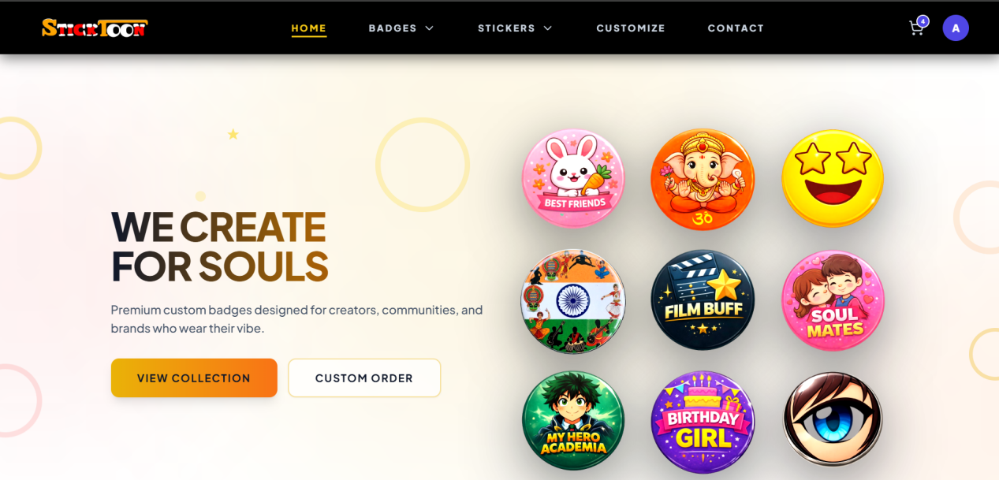 STICKTOON
HOME
BADGES
STICKERS
CUSTOMIZE
CONTACT
4
A
WE CREATE
FOR SOULS
Premium custom badges designed for creators, communities, and
brands who wear their vibe.
VIEW COLLECTION
CUSTOM ORDER
BEST FRIENDS
ॐ
FILM BUFF
SOUL
MATES
MY HERO
ACADEMIA
BIRTHDAY
GIRL